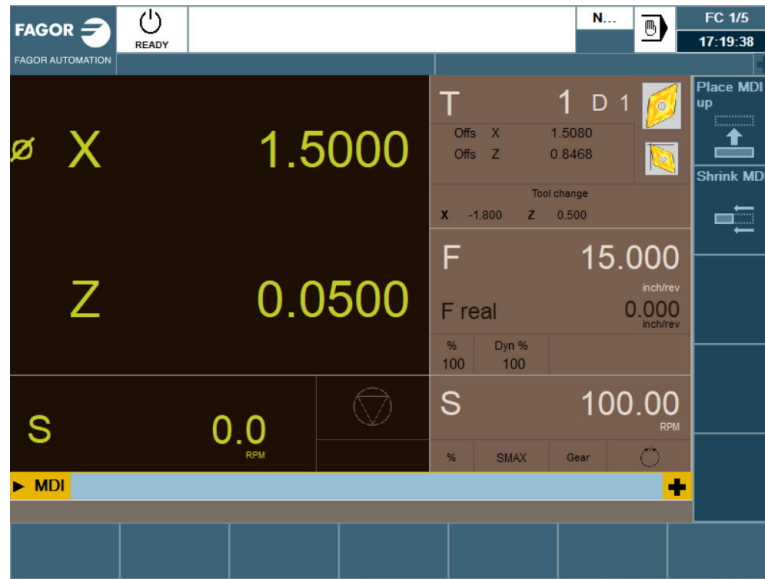 FAGOR
FAGOR AUTOMATION
READY
N...
FC 1/5
17:19:38
Ø X 1.5000
Z 0.0500
S 0.0
RPM
T 1 D 1
Offs X 1.5080
Offs Z 0.8468
Tool change
X -1.800 Z 0.500
F 15.000
inch/rev
F real 0.000
inch/rev
% Dyn %
100 100
S 100.00
RPM
% SMAX Gear
Place MDI
up
Shrink MD
MDI